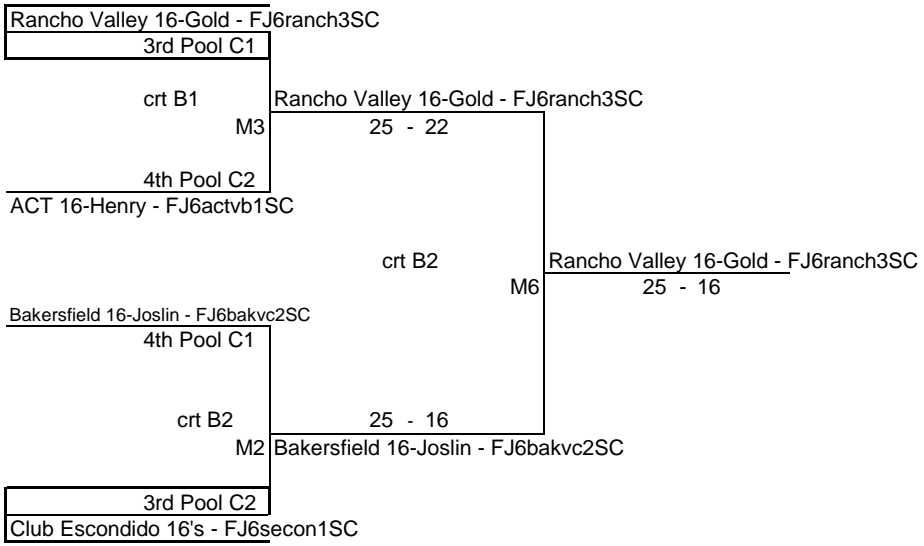 Rancho Valley 16-Gold - FJ6ranch3SC
3rd Pool C1
crt B1
Rancho Valley 16-Gold - FJ6ranch3SC
M3
25 - 22
4th Pool C2
ACT 16-Henry - FJ6actvb1SC
crt B2
Rancho Valley 16-Gold - FJ6ranch3SC
M6
25 - 16
Bakersfield 16-Joslin - FJ6bakvc2SC
4th Pool C1
crt B2
25 - 16
M2
Bakersfield 16-Joslin - FJ6bakvc2SC
3rd Pool C2
Club Escondido 16's - FJ6secon1SC